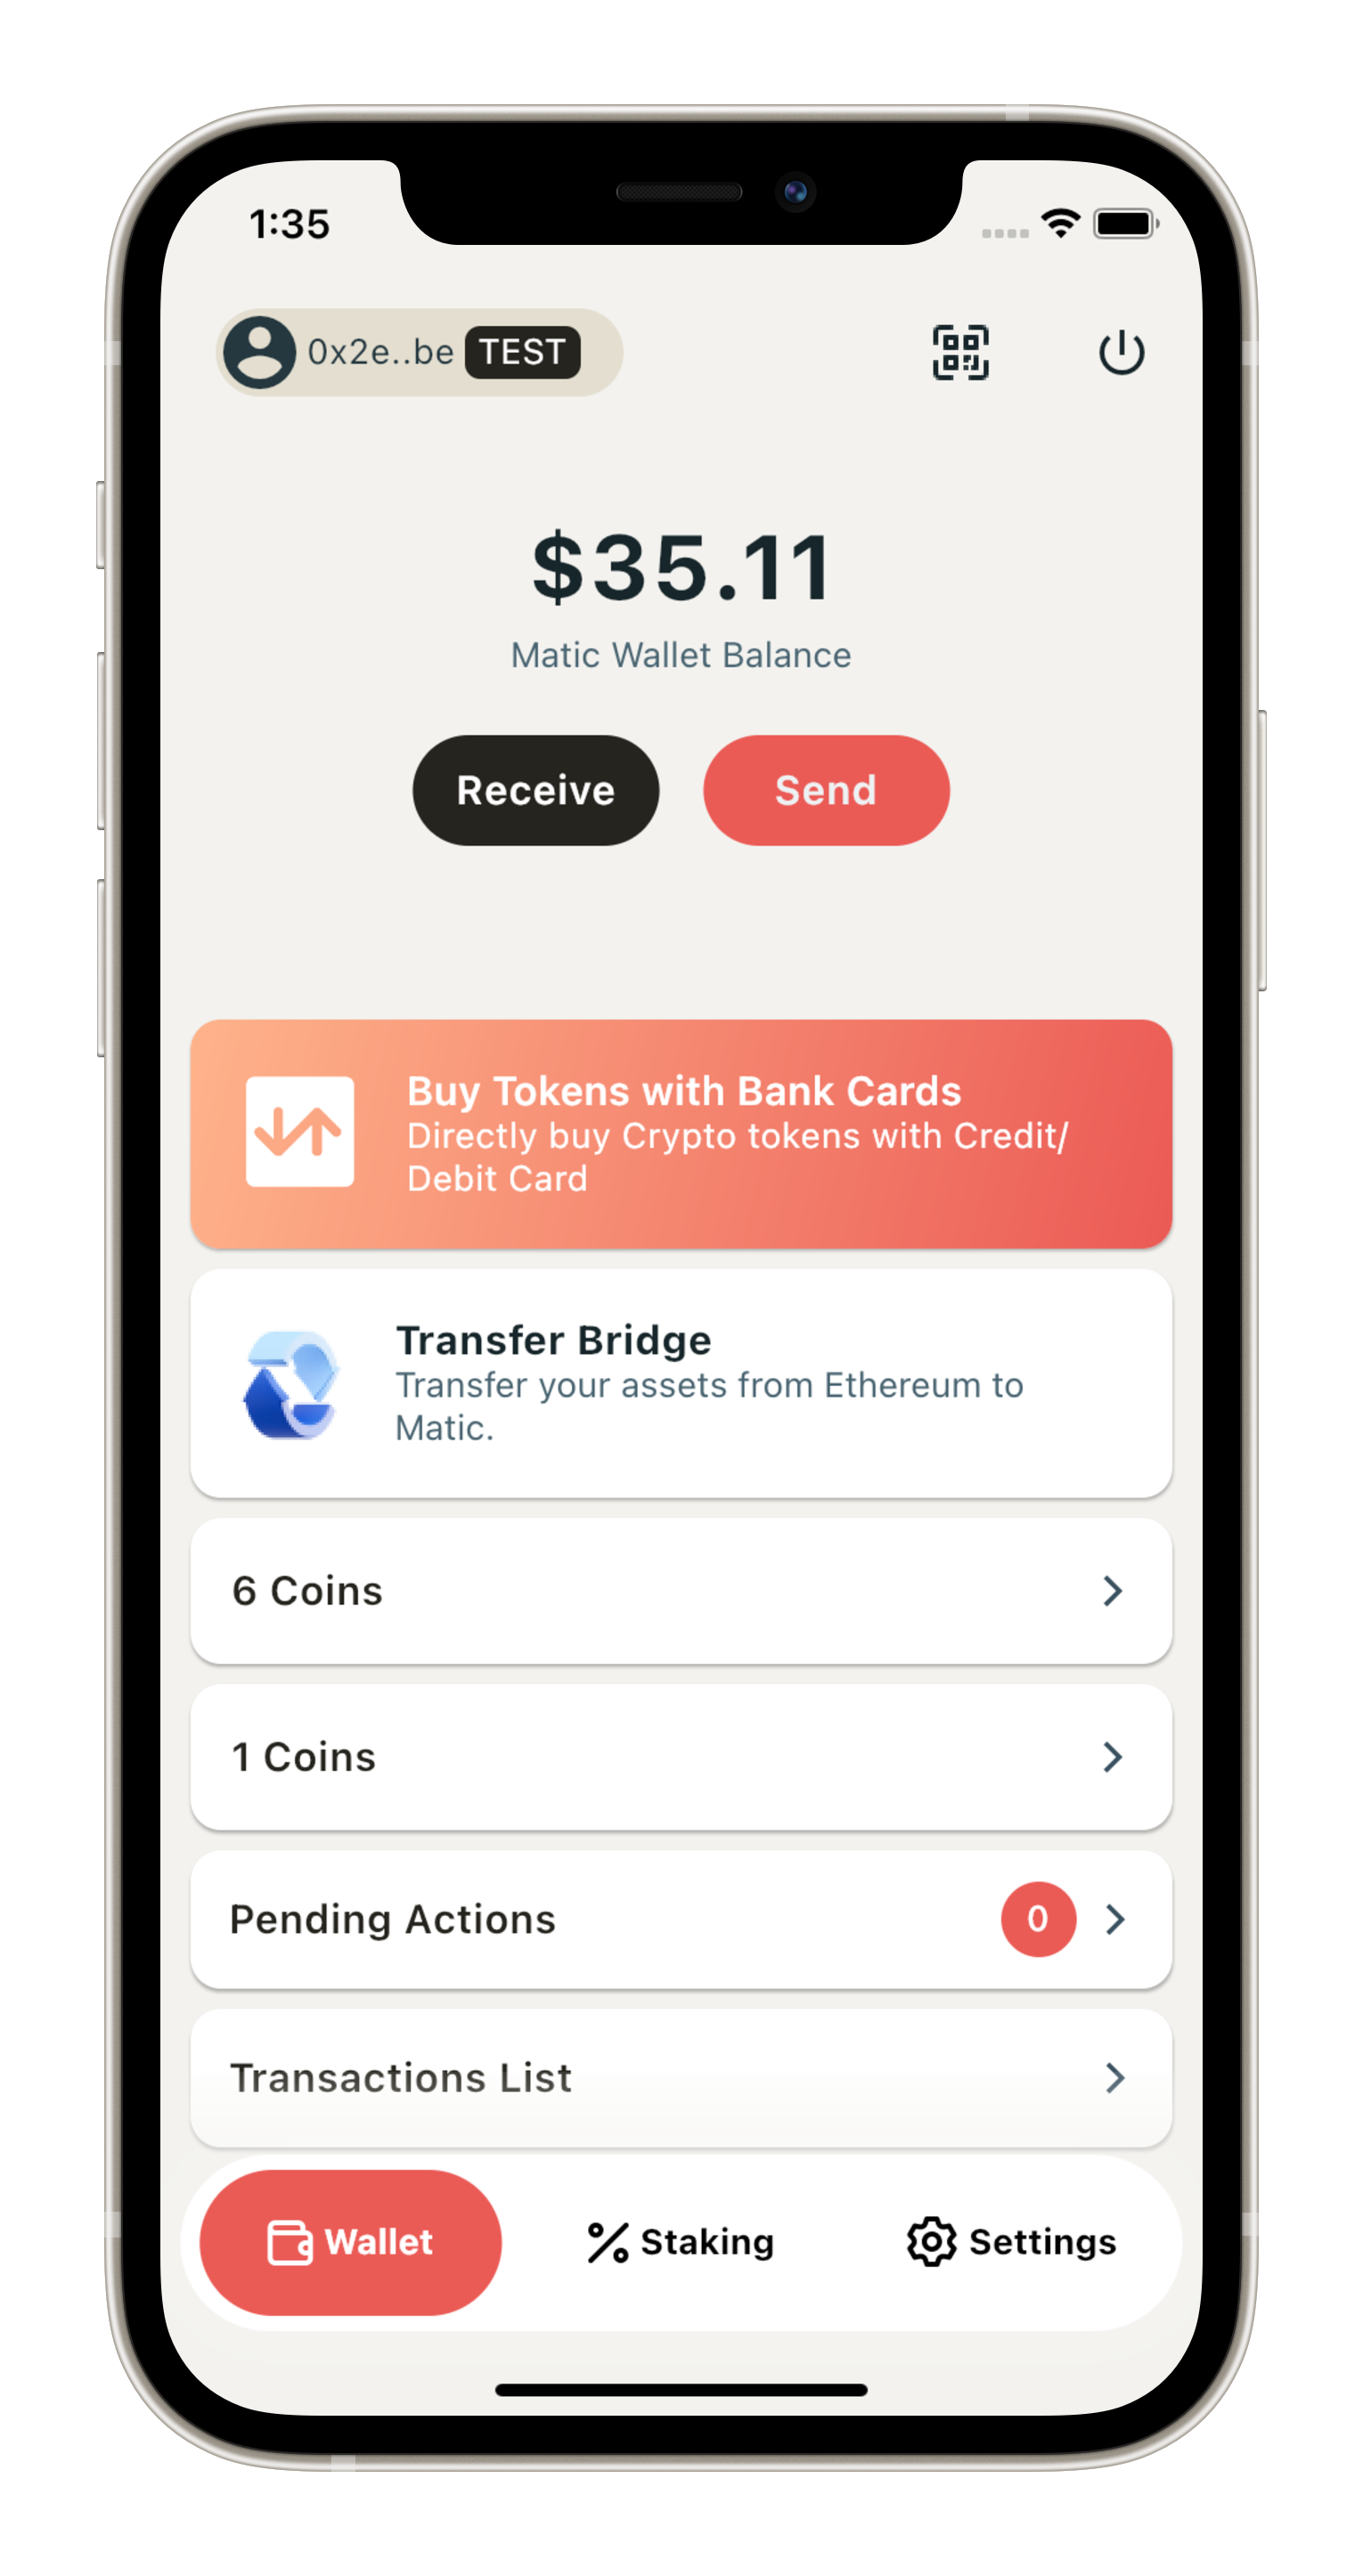 1:35
0x2e..be TEST
$35.11
Matic Wallet Balance
Receive Send
Buy Tokens with Bank Cards
Directly buy Crypto tokens with Credit/
Debit Card
Transfer Bridge
Transfer your assets from Ethereum to
Matic.
6 Coins
1 Coins
Pending Actions 0
Transactions List
Wallet Staking Settings